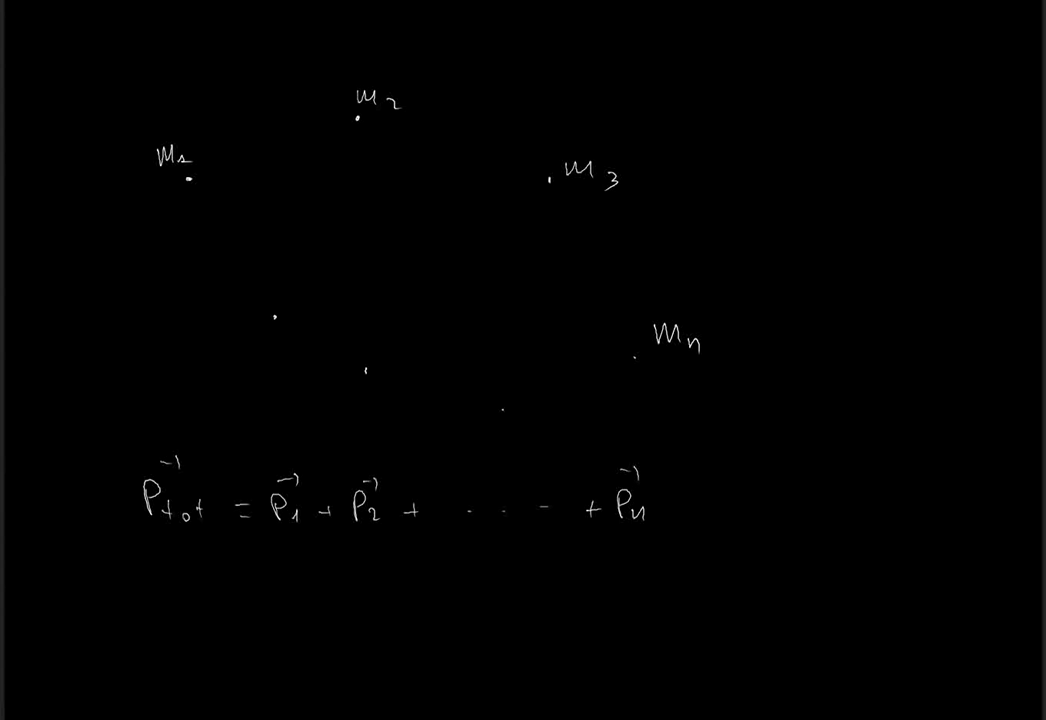 m₂
m₁
m₃
mₙ
P⃗tot = P⃗₁ + P⃗₂ + . . . + P⃗ₙ